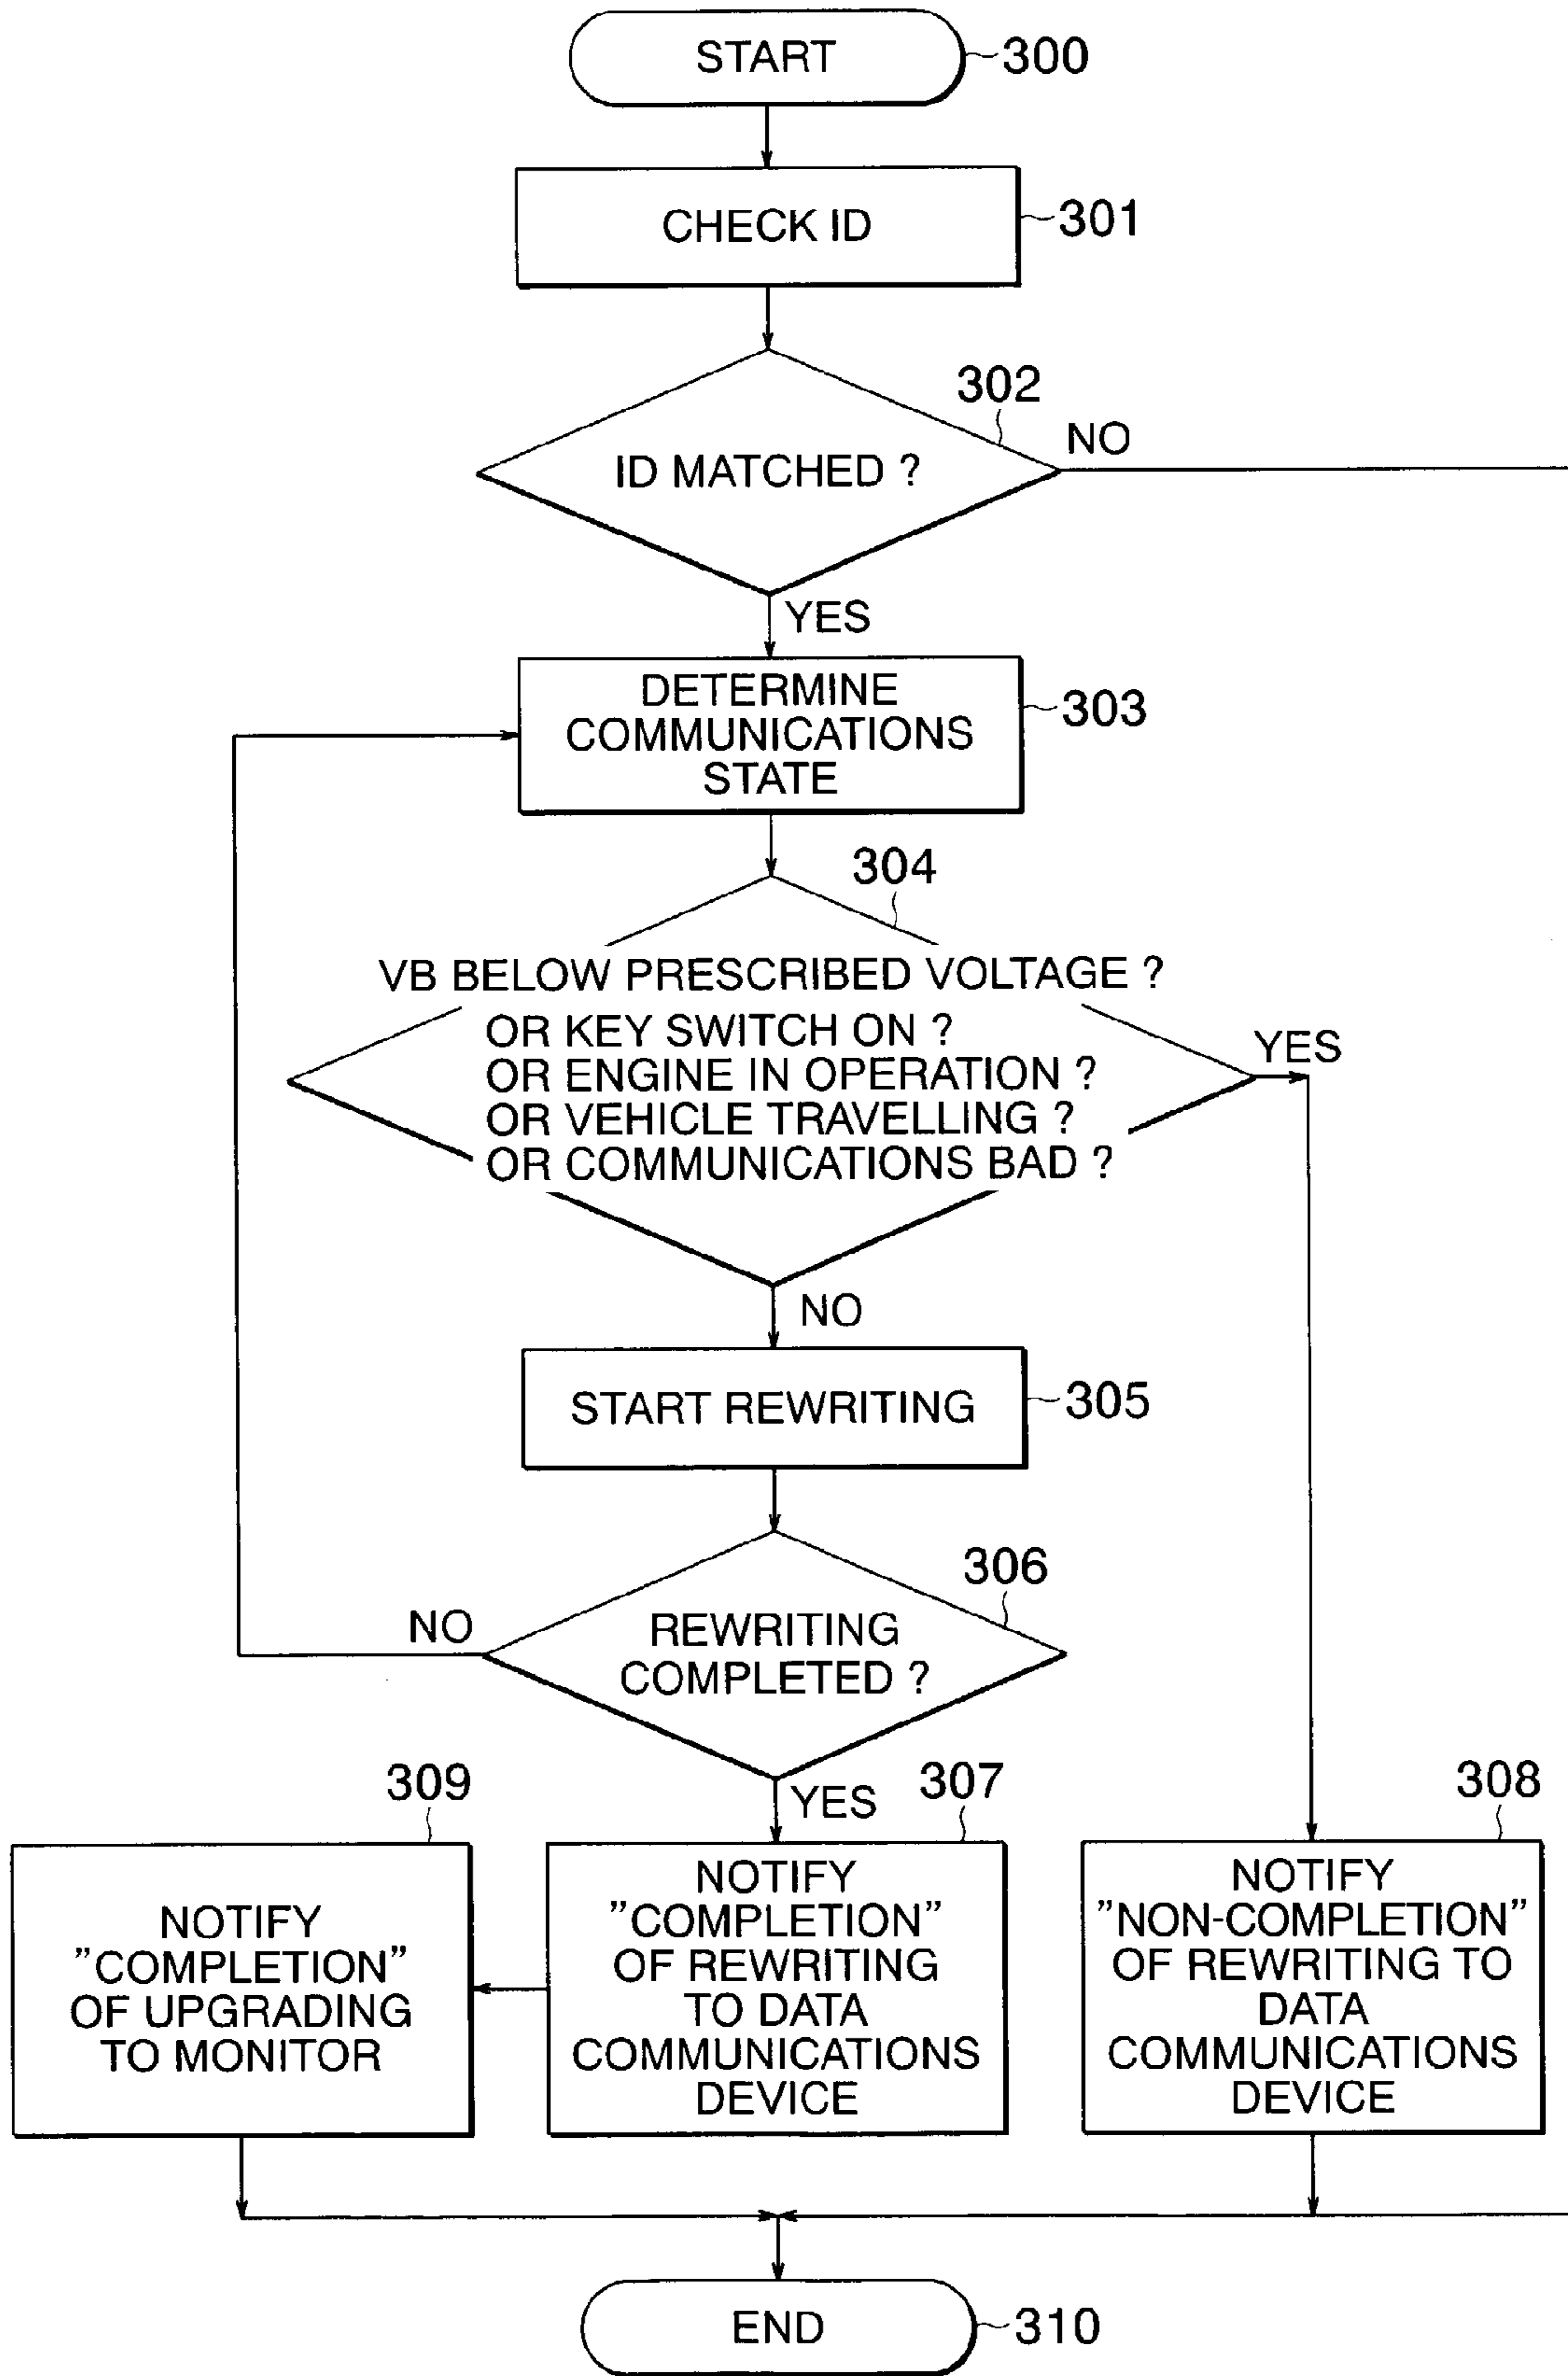 START
300
CHECK ID
301
302
ID MATCHED ?
NO
YES
DETERMINE
COMMUNICATIONS
STATE
303
304
VB BELOW PRESCRIBED VOLTAGE ?
OR KEY SWITCH ON ?
OR ENGINE IN OPERATION ?
OR VEHICLE TRAVELLING ?
OR COMMUNICATIONS BAD ?
YES
NO
START REWRITING
305
306
REWRITING
COMPLETED ?
NO
YES
309
NOTIFY
”COMPLETION”
OF UPGRADING
TO MONITOR
307
NOTIFY
”COMPLETION”
OF REWRITING
TO DATA
COMMUNICATIONS
DEVICE
308
NOTIFY
”NON-COMPLETION”
OF REWRITING TO
DATA
COMMUNICATIONS
DEVICE
END
310